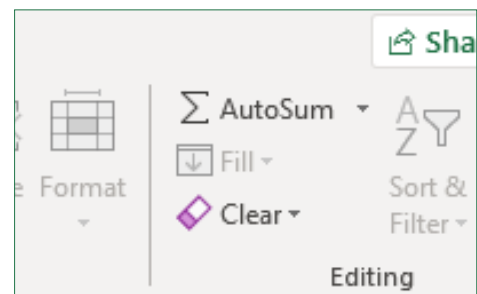 Sha
AutoSum
Fill
Clear
A
Z
Sort &
Filter
e Format
Editing